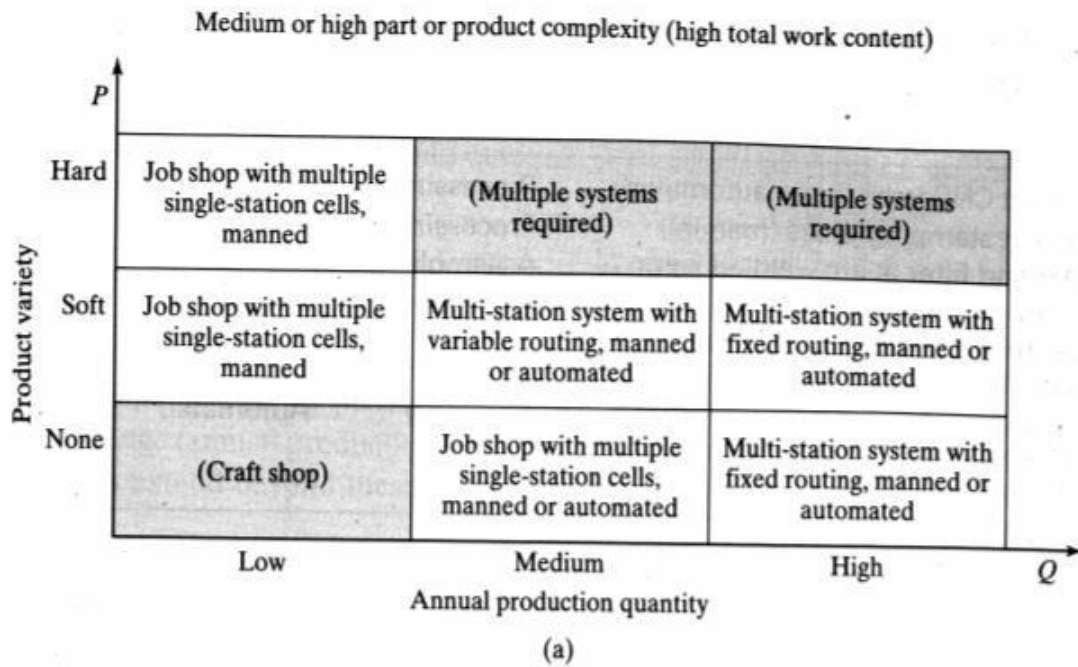 Medium or high part or product complexity (high total work content)
P
Hard
Job shop with multiple
single-station cells,
manned
(Multiple systems
required)
(Multiple systems
required)
Product variety
Soft
Job shop with multiple
single-station cells,
manned
Multi-station system with
variable routing, manned
or automated
Multi-station system with
fixed routing, manned or
automated
None
(Craft shop)
Job shop with multiple
single-station cells,
manned or automated
Multi-station system with
fixed routing, manned or
automated
Low
Medium
High
Q
Annual production quantity
(a)